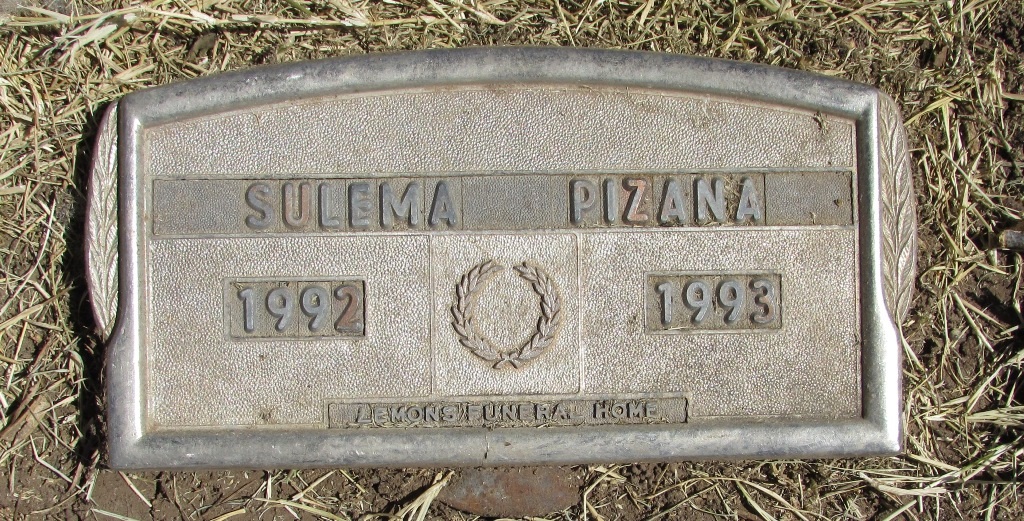 SULEMA PIZANA
1992 1993
LEMONS FUNERAL HOME